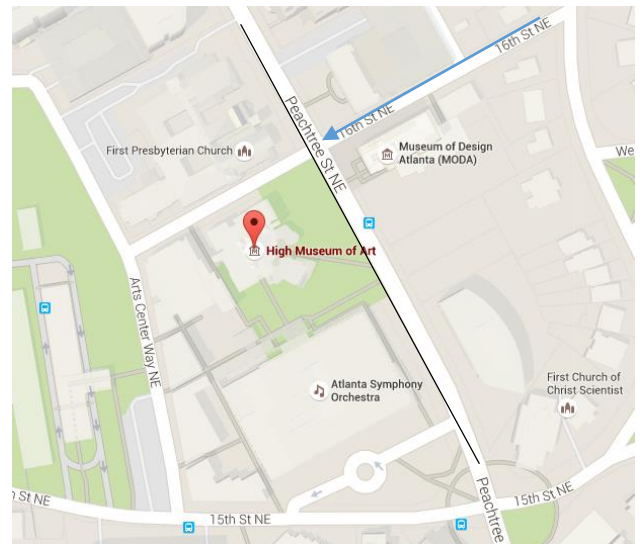 16th St NE
Peachtree St NE
16th St NE
First Presbyterian Church
Museum of Design
Atlanta (MODA)
We
High Museum of Art
Arts Center Way NE
Atlanta Symphony
Orchestra
First Church of
Christ Scientist
h St NE
15th St NE
Peachtree
15th St NE